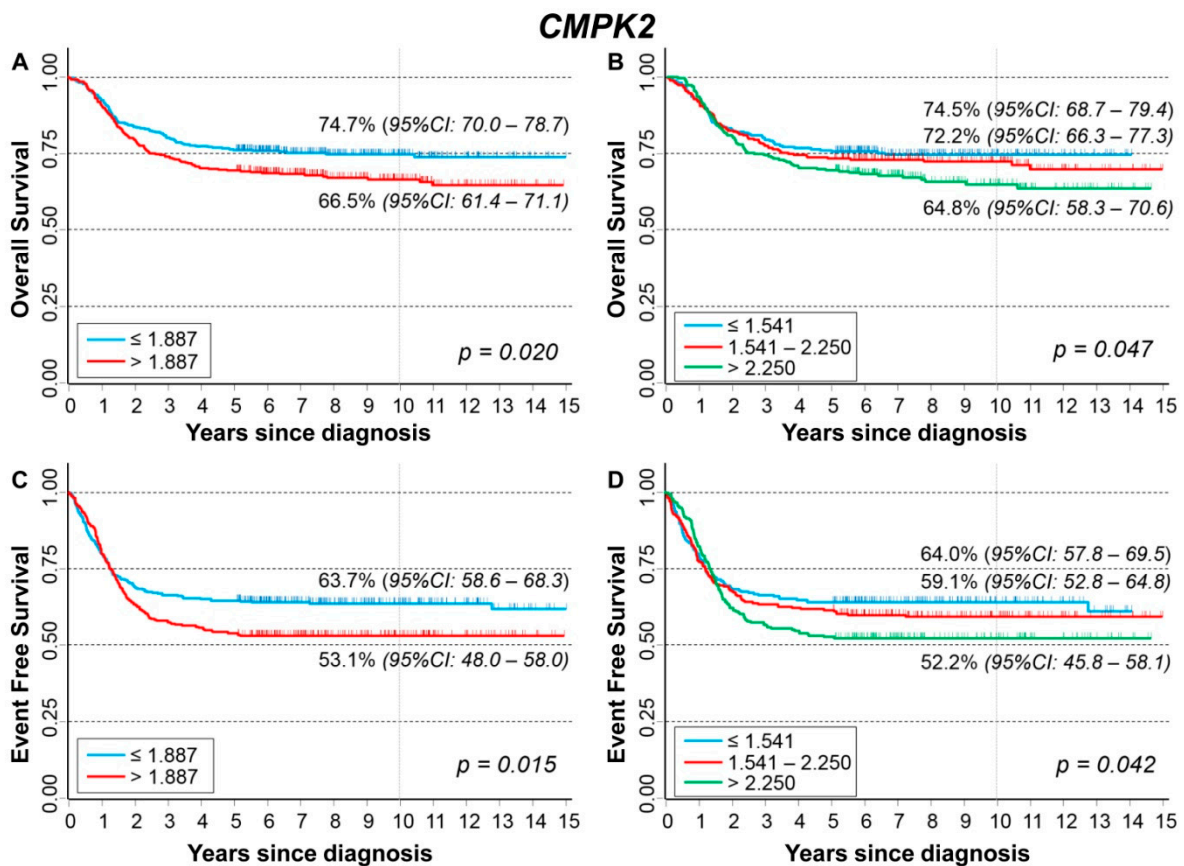 CMPK2
A
Overall Survival
1.00
0.75
0.50
0.25
0.00
74.7% (95%CI: 70.0 – 78.7)
66.5% (95%CI: 61.4 – 71.1)
≤ 1.887
> 1.887
p = 0.020
0 1 2 3 4 5 6 7 8 9 10 11 12 13 14 15
Years since diagnosis
B
Overall Survival
1.00
0.75
0.50
0.25
0.00
74.5% (95%CI: 68.7 – 79.4)
72.2% (95%CI: 66.3 – 77.3)
64.8% (95%CI: 58.3 – 70.6)
≤ 1.541
1.541 – 2.250
> 2.250
p = 0.047
0 1 2 3 4 5 6 7 8 9 10 11 12 13 14 15
Years since diagnosis
C
Event Free Survival
1.00
0.75
0.50
0.25
0.00
63.7% (95%CI: 58.6 – 68.3)
53.1% (95%CI: 48.0 – 58.0)
≤ 1.887
> 1.887
p = 0.015
0 1 2 3 4 5 6 7 8 9 10 11 12 13 14 15
Years since diagnosis
D
Event Free Survival
1.00
0.75
0.50
0.25
0.00
64.0% (95%CI: 57.8 – 69.5)
59.1% (95%CI: 52.8 – 64.8)
52.2% (95%CI: 45.8 – 58.1)
≤ 1.541
1.541 – 2.250
> 2.250
p = 0.042
0 1 2 3 4 5 6 7 8 9 10 11 12 13 14 15
Years since diagnosis